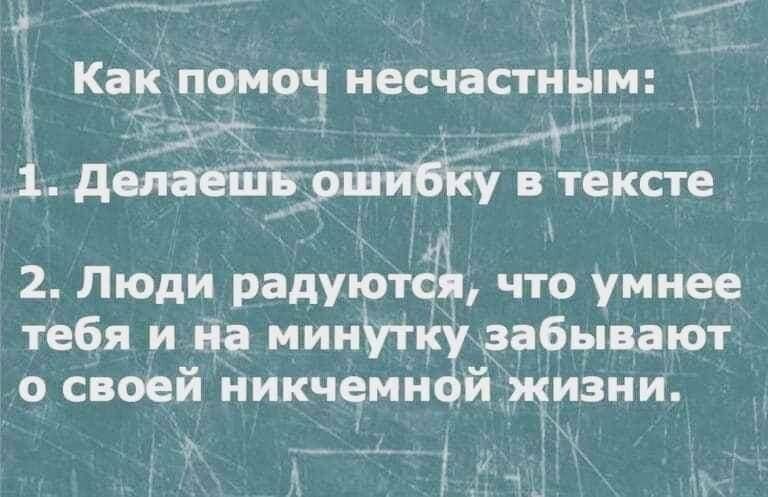 Как помоч несчастным:
1. Делаешь ошибку в тексте
2. Люди радуются, что умнее
тебя и на минутку забывают
о своей никчемной жизни.